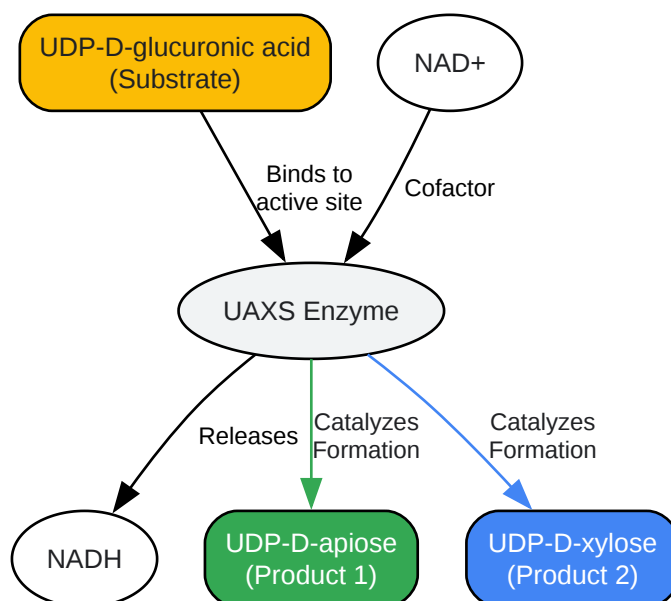 UDP-D-glucuronic acid
(Substrate)
NAD+
Binds to
active site
Cofactor
UAXS Enzyme
Releases
Catalyzes
Formation
Catalyzes
Formation
NADH
UDP-D-apiose
(Product 1)
UDP-D-xylose
(Product 2)